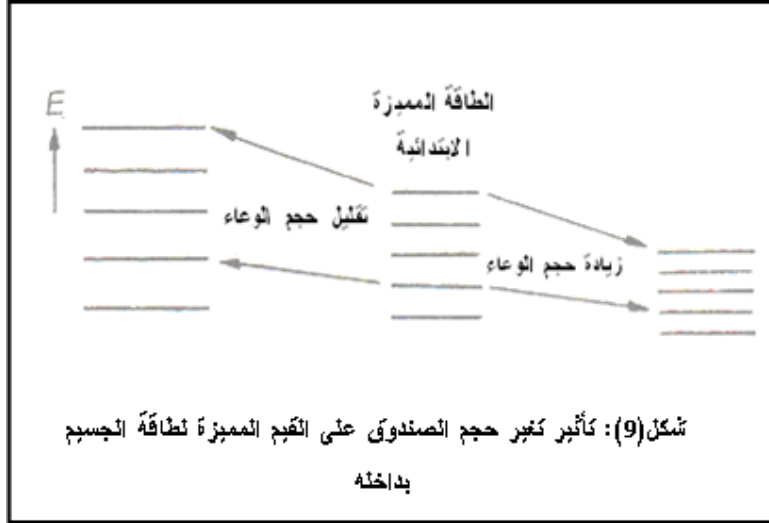 E
الطاقة المميزة
الابتدائية
تقليل حجم الوعاء
زيادة حجم الوعاء
شكل(9): تأثير تغير حجم الصندوق على القيم المميزة لطاقة الجسيم
بداخله